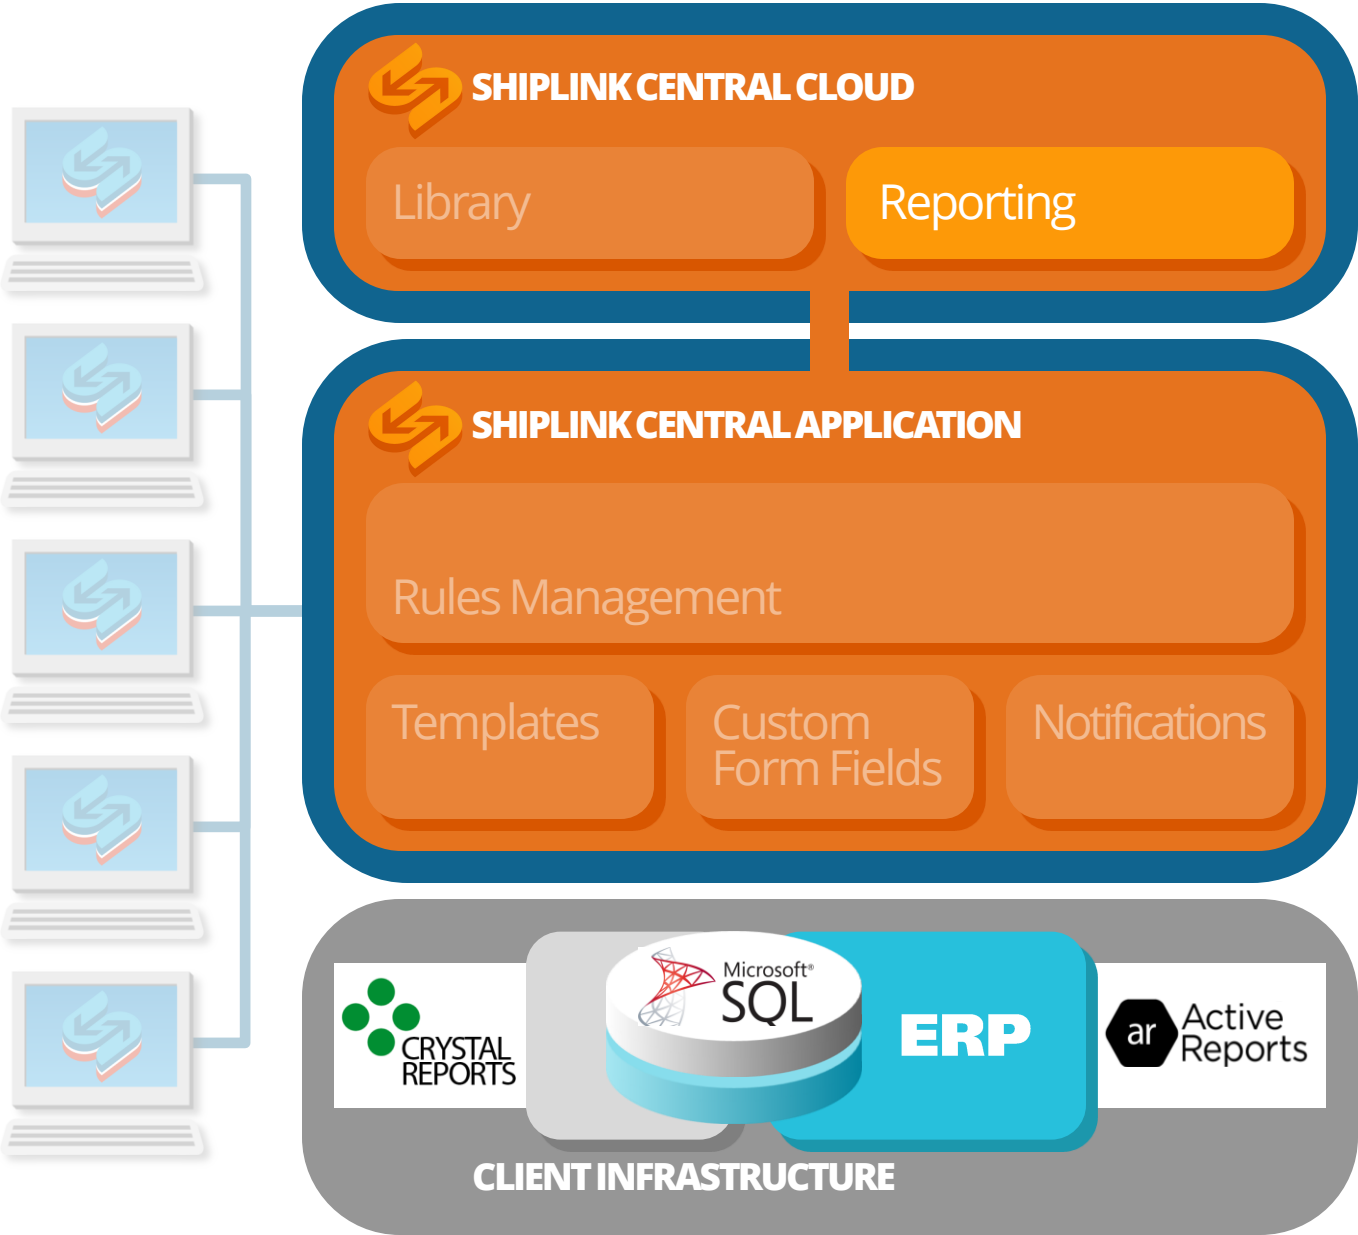 SHIPLINK CENTRAL CLOUD
Library
Reporting
SHIPLINK CENTRAL APPLICATION
Rules Management
Templates
Custom
Form Fields
Notifications
CRYSTAL
REPORTS
Microsoft®
SQL
ERP
ar
Active
Reports
CLIENT INFRASTRUCTURE